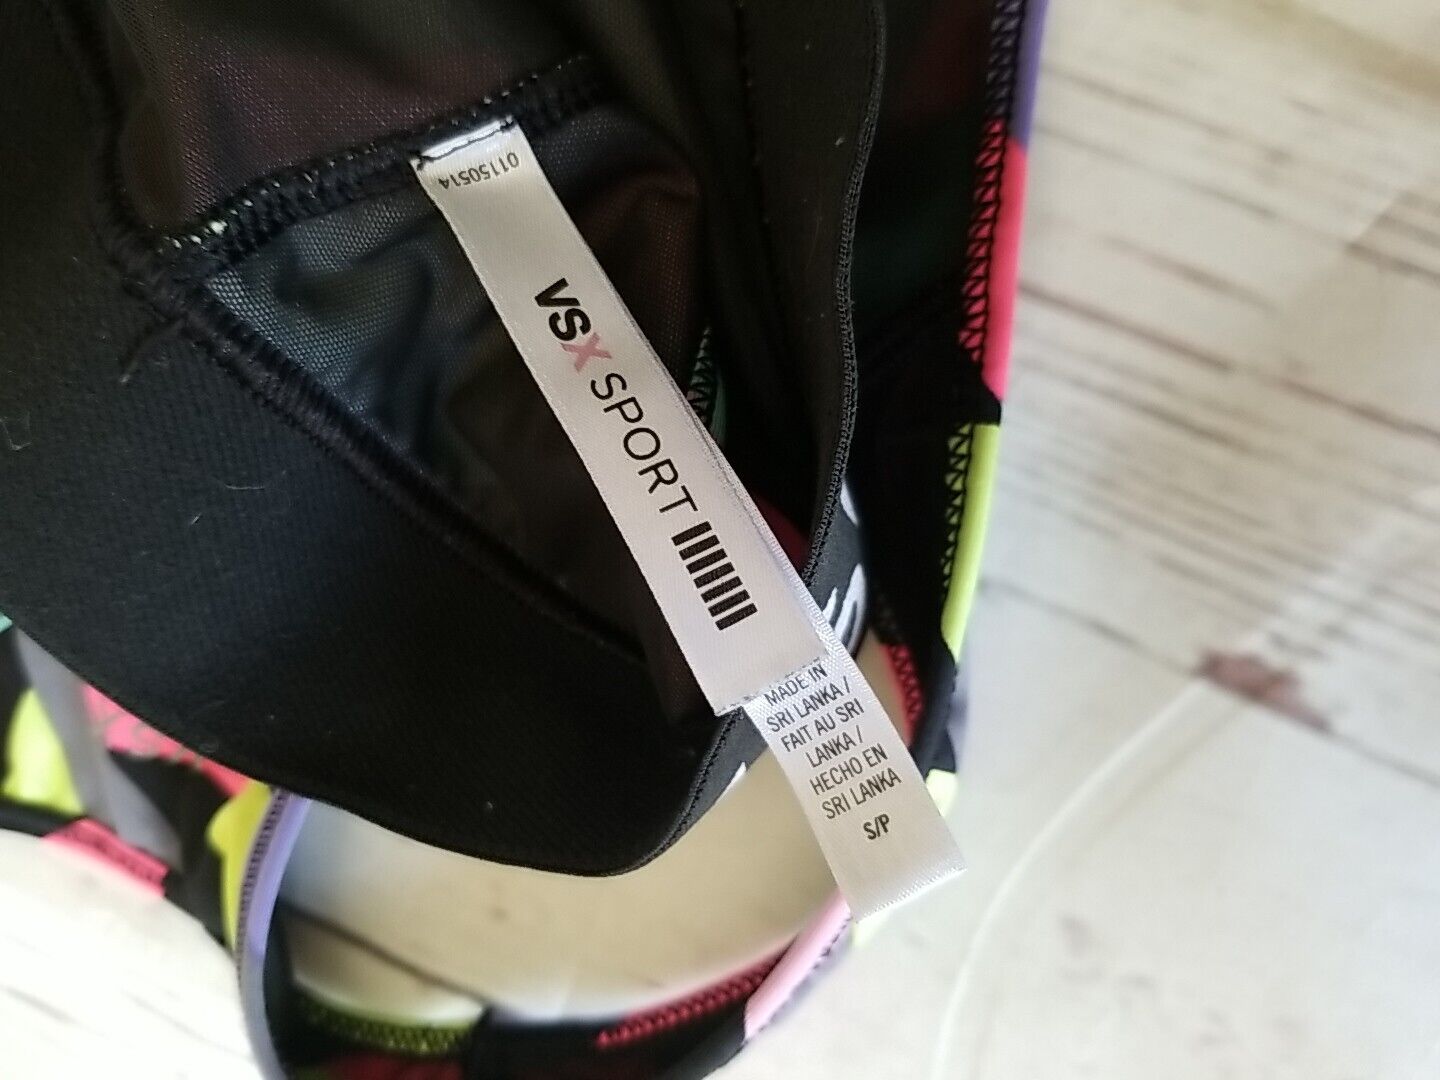 01150514
VSX SPORT
MADE IN
SRI LANKA /
FAIT AU SRI
LANKA /
HECHO EN
SRI LANKA
S/P